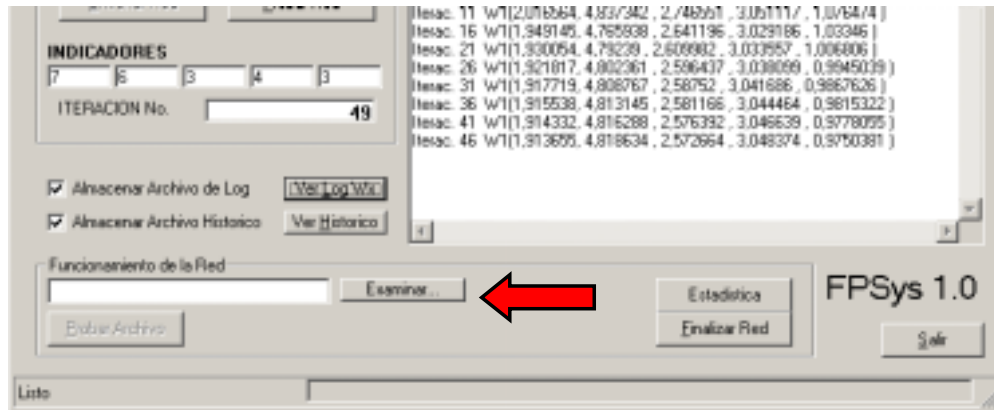 Iterac. 11 W1(2,016564, 4,837342 , 2,746551 , 3,051117 , 1,076474 )
Iterac. 16 W1(1,949145, 4,765938 , 2,641196 , 3,029186 , 1,03346 )
Iterac. 21 W1(1,930054, 4,79239 , 2,609982 , 3,033557 , 1,006806 )
Iterac. 26 W1(1,921817, 4,802361 , 2,596437 , 3,038099 , 0,9945039 )
Iterac. 31 W1(1,917719, 4,808767 , 2,58752 , 3,041686 , 0,9867626 )
Iterac. 36 W1(1,915538, 4,813145 , 2,581166 , 3,044464 , 0,9815322 )
Iterac. 41 W1(1,914332, 4,816288 , 2,576392 , 3,046639 , 0,9778055 )
Iterac. 46 W1(1,913655, 4,818634 , 2,572664 , 3,048374 , 0,9750381 )
INDICADORES
7 6 3 4 3
ITERACION No. 49
Almacenar Archivo de Log Ver Log Wx
Almacenar Archivo Historico Ver Historico
Funcionamiento de la Red
Examinar...
Probar Archivo
Estadistica
Finalizar Red
FPSys 1.0
Salir
Listo